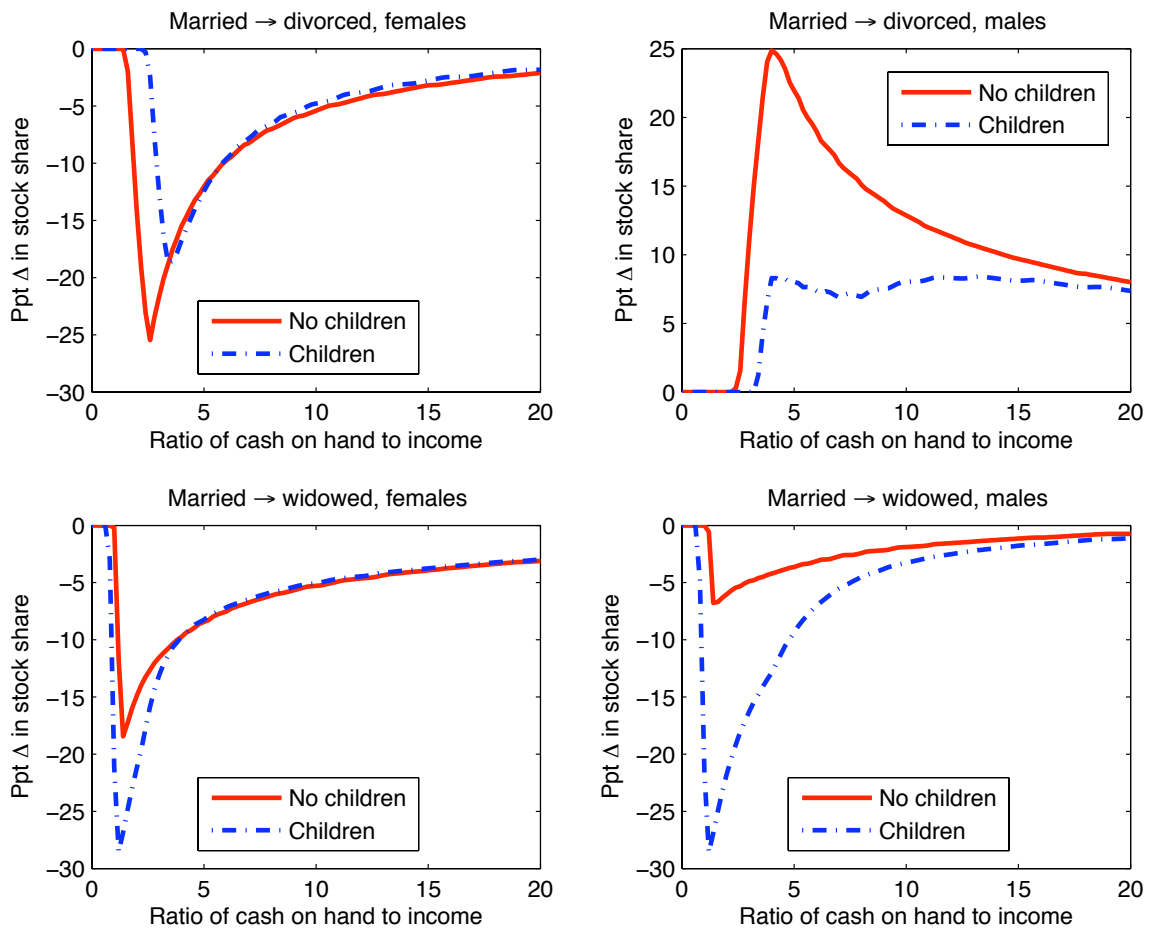 Married → divorced, females
Ppt Δ in stock share
0
−5
−10
−15
−20
−25
−30
No children
Children
0 5 10 15 20
Ratio of cash on hand to income
Married → divorced, males
Ppt Δ in stock share
25
20
15
10
5
0
No children
Children
0 5 10 15 20
Ratio of cash on hand to income
Married → widowed, females
Ppt Δ in stock share
0
−5
−10
−15
−20
−25
−30
No children
Children
0 5 10 15 20
Ratio of cash on hand to income
Married → widowed, males
Ppt Δ in stock share
0
−5
−10
−15
−20
−25
−30
No children
Children
0 5 10 15 20
Ratio of cash on hand to income